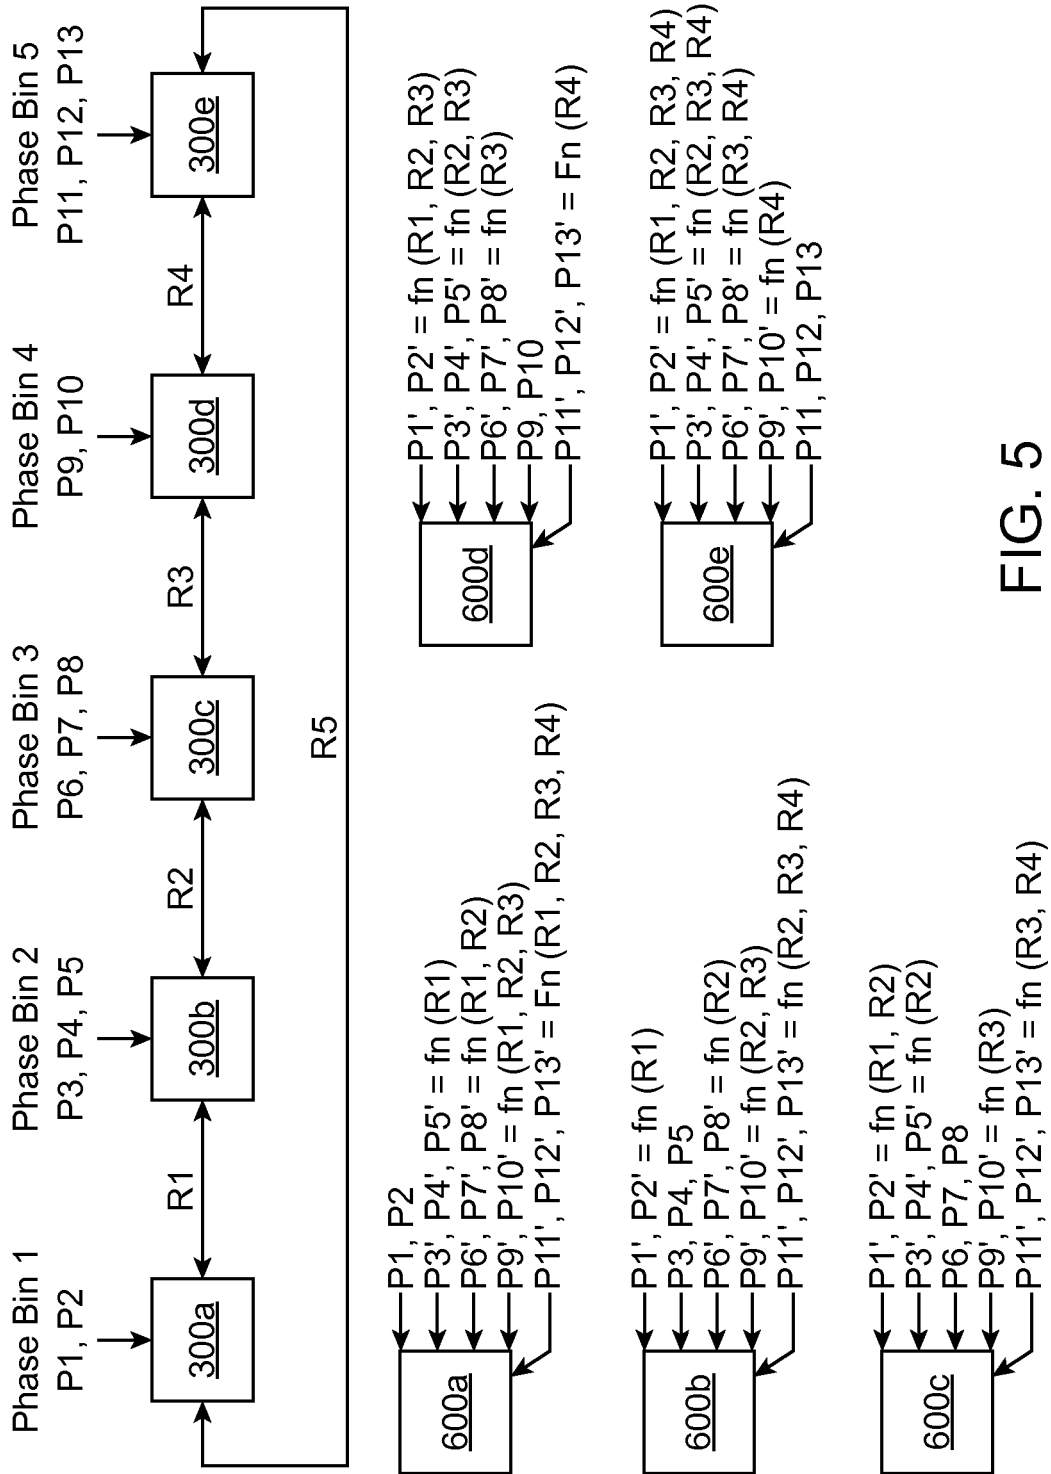 Phase Bin 1
P1, P2
Phase Bin 2
P3, P4, P5
Phase Bin 3
P6, P7, P8
Phase Bin 4
P9, P10
Phase Bin 5
P11, P12, P13
300a
R1
300b
R2
300c
R3
300d
R4
300e
R5
600a
P1, P2
P3', P4', P5' = fn (R1)
P6', P7', P8' = fn (R1, R2)
P9', P10' = fn (R1, R2, R3)
P11', P12', P13' = Fn (R1, R2, R3, R4)
600b
P1', P2' = fn (R1)
P3, P4, P5
P6', P7', P8' = fn (R2)
P9', P10' = fn (R2, R3)
P11', P12', P13' = fn (R2, R3, R4)
600c
P1', P2' = fn (R1, R2)
P3', P4', P5' = fn (R2)
P6, P7, P8
P9', P10' = fn (R3)
P11', P12', P13' = fn (R3, R4)
600d
P1', P2' = fn (R1, R2, R3)
P3', P4', P5' = fn (R2, R3)
P6', P7', P8' = fn (R3)
P9, P10
P11', P12', P13' = Fn (R4)
600e
P1', P2' = fn (R1, R2, R3, R4)
P3', P4', P5' = fn (R2, R3, R4)
P6', P7', P8' = fn (R3, R4)
P9', P10' = fn (R4)
P11, P12, P13
FIG. 5